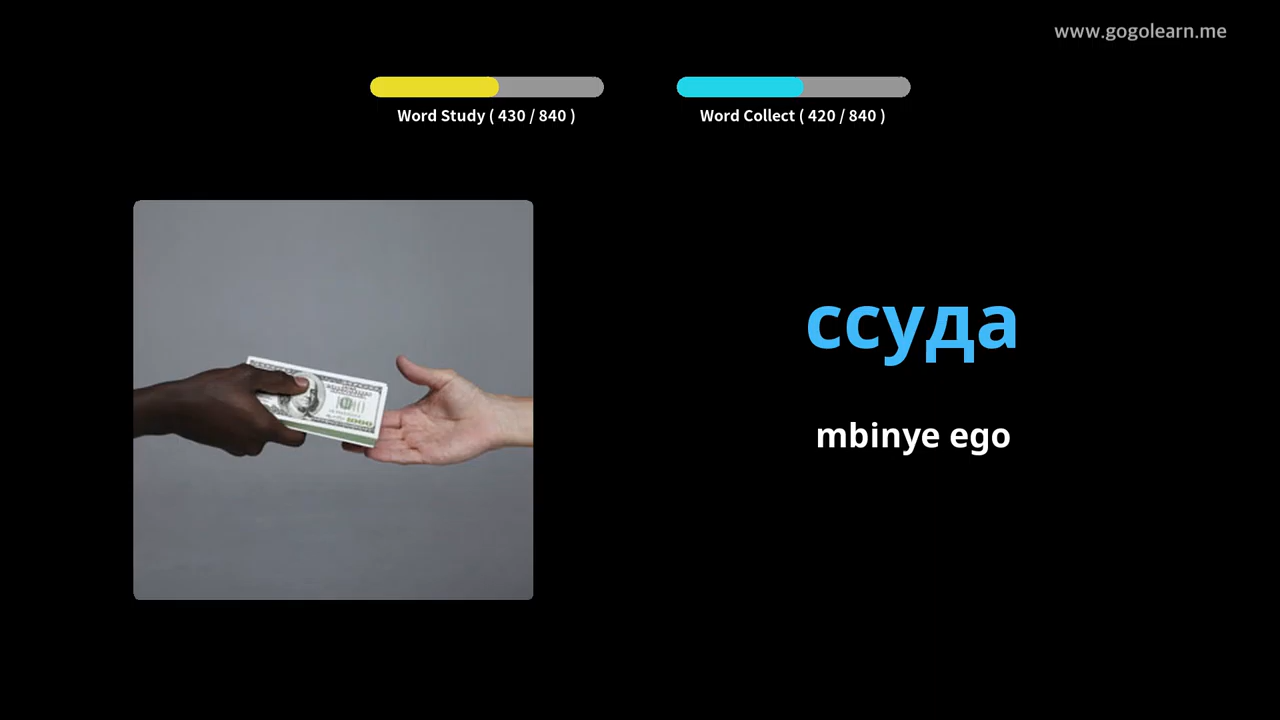 www.gogolearn.me
Word Study ( 430 / 840 )
Word Collect ( 420 / 840 )
ссуда
mbinye ego